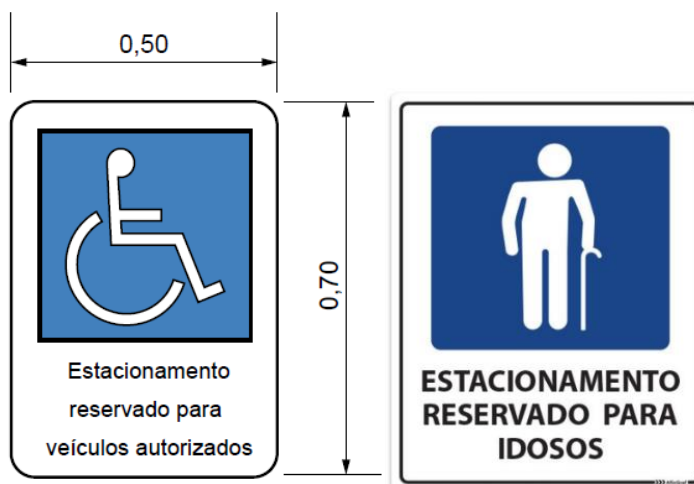 0,50
0,70
Estacionamento
reservado para
veículos autorizados
ESTACIONAMENTO
RESERVADO PARA
IDOSOS